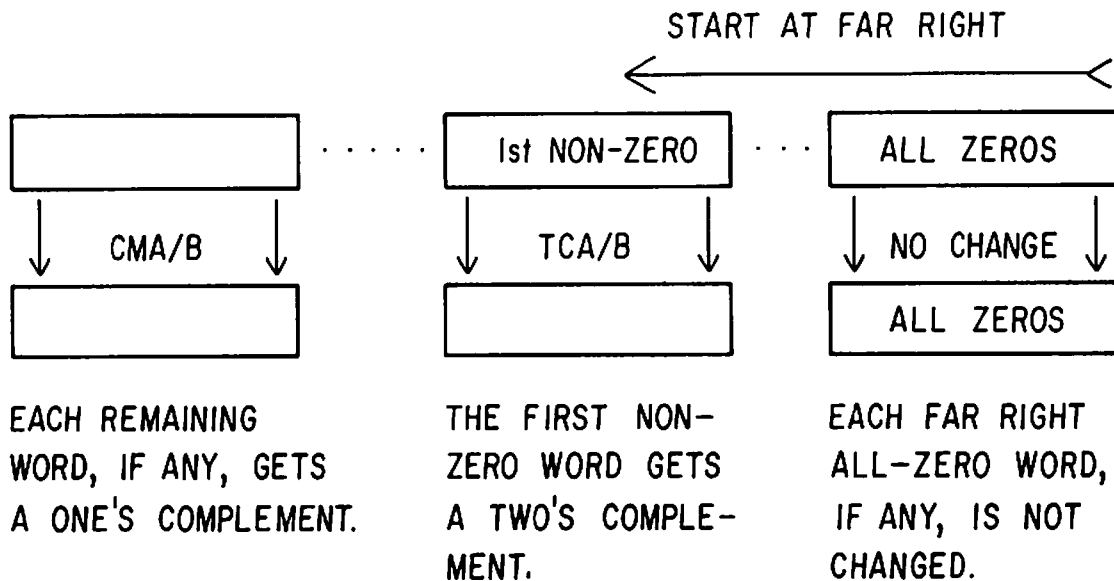 START AT FAR RIGHT
1st NON-ZERO
ALL ZEROS
CMA/B
TCA/B
NO CHANGE
ALL ZEROS
EACH REMAINING
WORD, IF ANY, GETS
A ONE'S COMPLEMENT.
THE FIRST NON-
ZERO WORD GETS
A TWO'S COMPLE-
MENT.
EACH FAR RIGHT
ALL-ZERO WORD,
IF ANY, IS NOT
CHANGED.